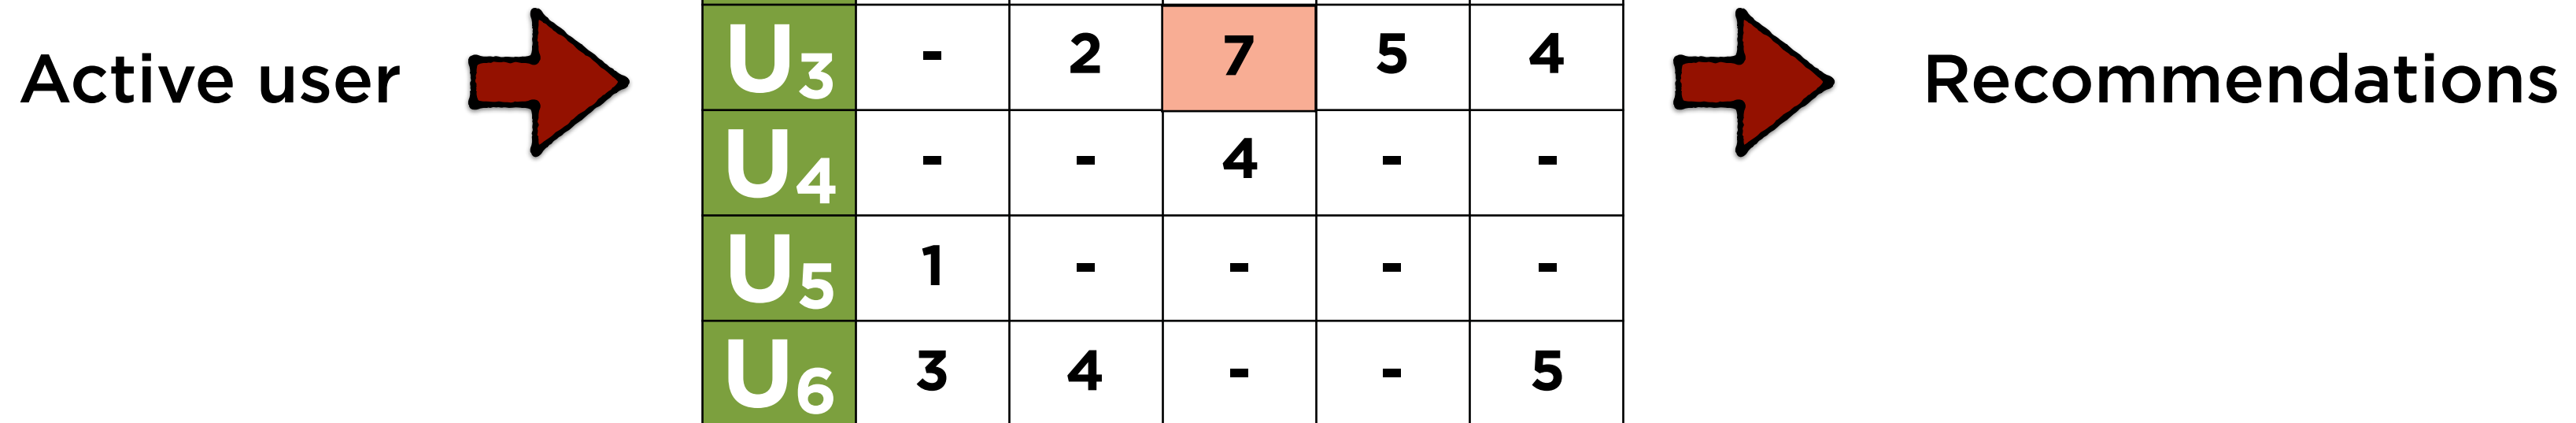 Active user
U3 - 2 7 5 4
Recommendations
U4 - - 4 - -
U5 1 - - - -
U6 3 4 - - 5